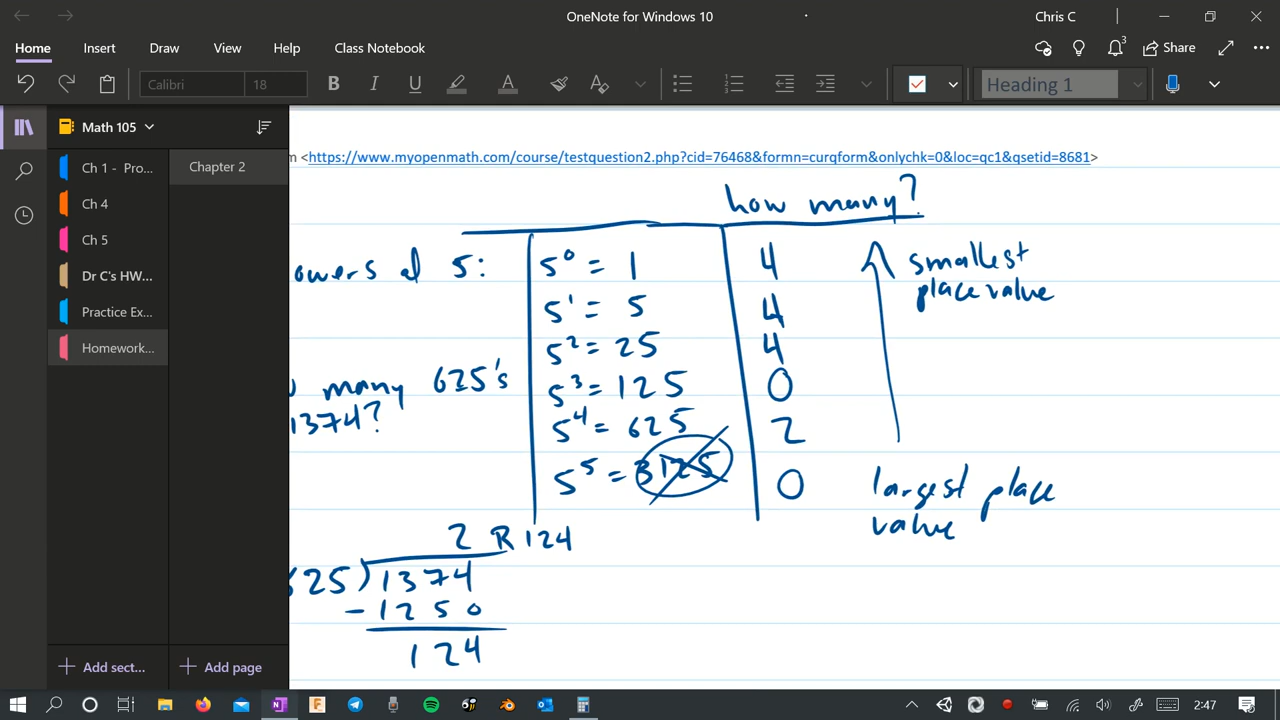 OneNote for Windows 10
Chris C
Home Insert Draw View Help Class Notebook
3
Share
Calibri 18 B I U A Heading 1
Math 105
Ch 1 - Pro...
Ch 4
Ch 5
Dr C's HW...
Practice Ex...
Homework...
Chapter 2
Add sect...
Add page
m <https://www.myopenmath.com/course/testquestion2.php?cid=76468&formn=curqform&onlychk=0&loc=qc1&qsetid=8681>
how many?
owers of 5: 5⁰ = 1 4 smallest
place value
5¹ = 5 4
5² = 25 4
many 625's 5³ = 125 0
1374? 5⁴ = 625 2
5⁵ = 3125 0 largest place
value
2 R 124
625 ) 1374
- 1250
124
2:47